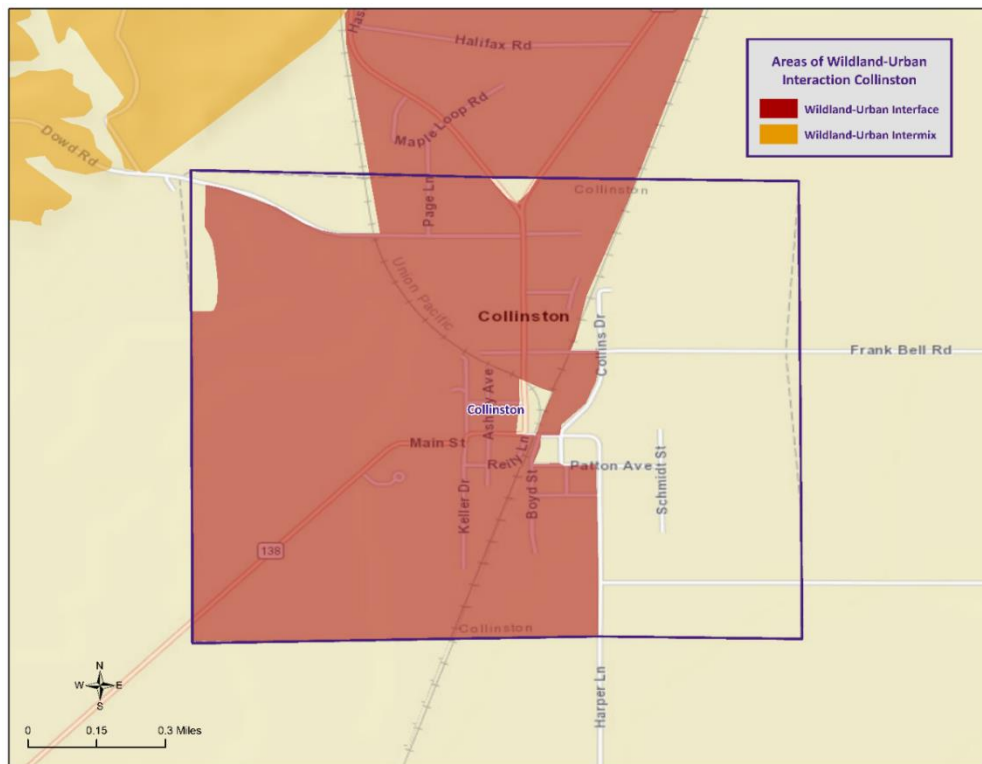 Has
Halifax Rd
Areas of Wildland-Urban
Interaction Collinston
Wildland-Urban Interface
Wildland-Urban Intermix
Maple Loop Rd
Dowd Rd
Page Ln
Collinston
Union Pacific
Collinston
Collins Dr
Frank Bell Rd
Ashley Ave
Collinston
Main St
Reily Ln
Patton Ave
Keller Dr
Boyd St
Schmidt St
138
Collinston
Harper Ln
N
W
E
S
0
0.15
0.3 Miles